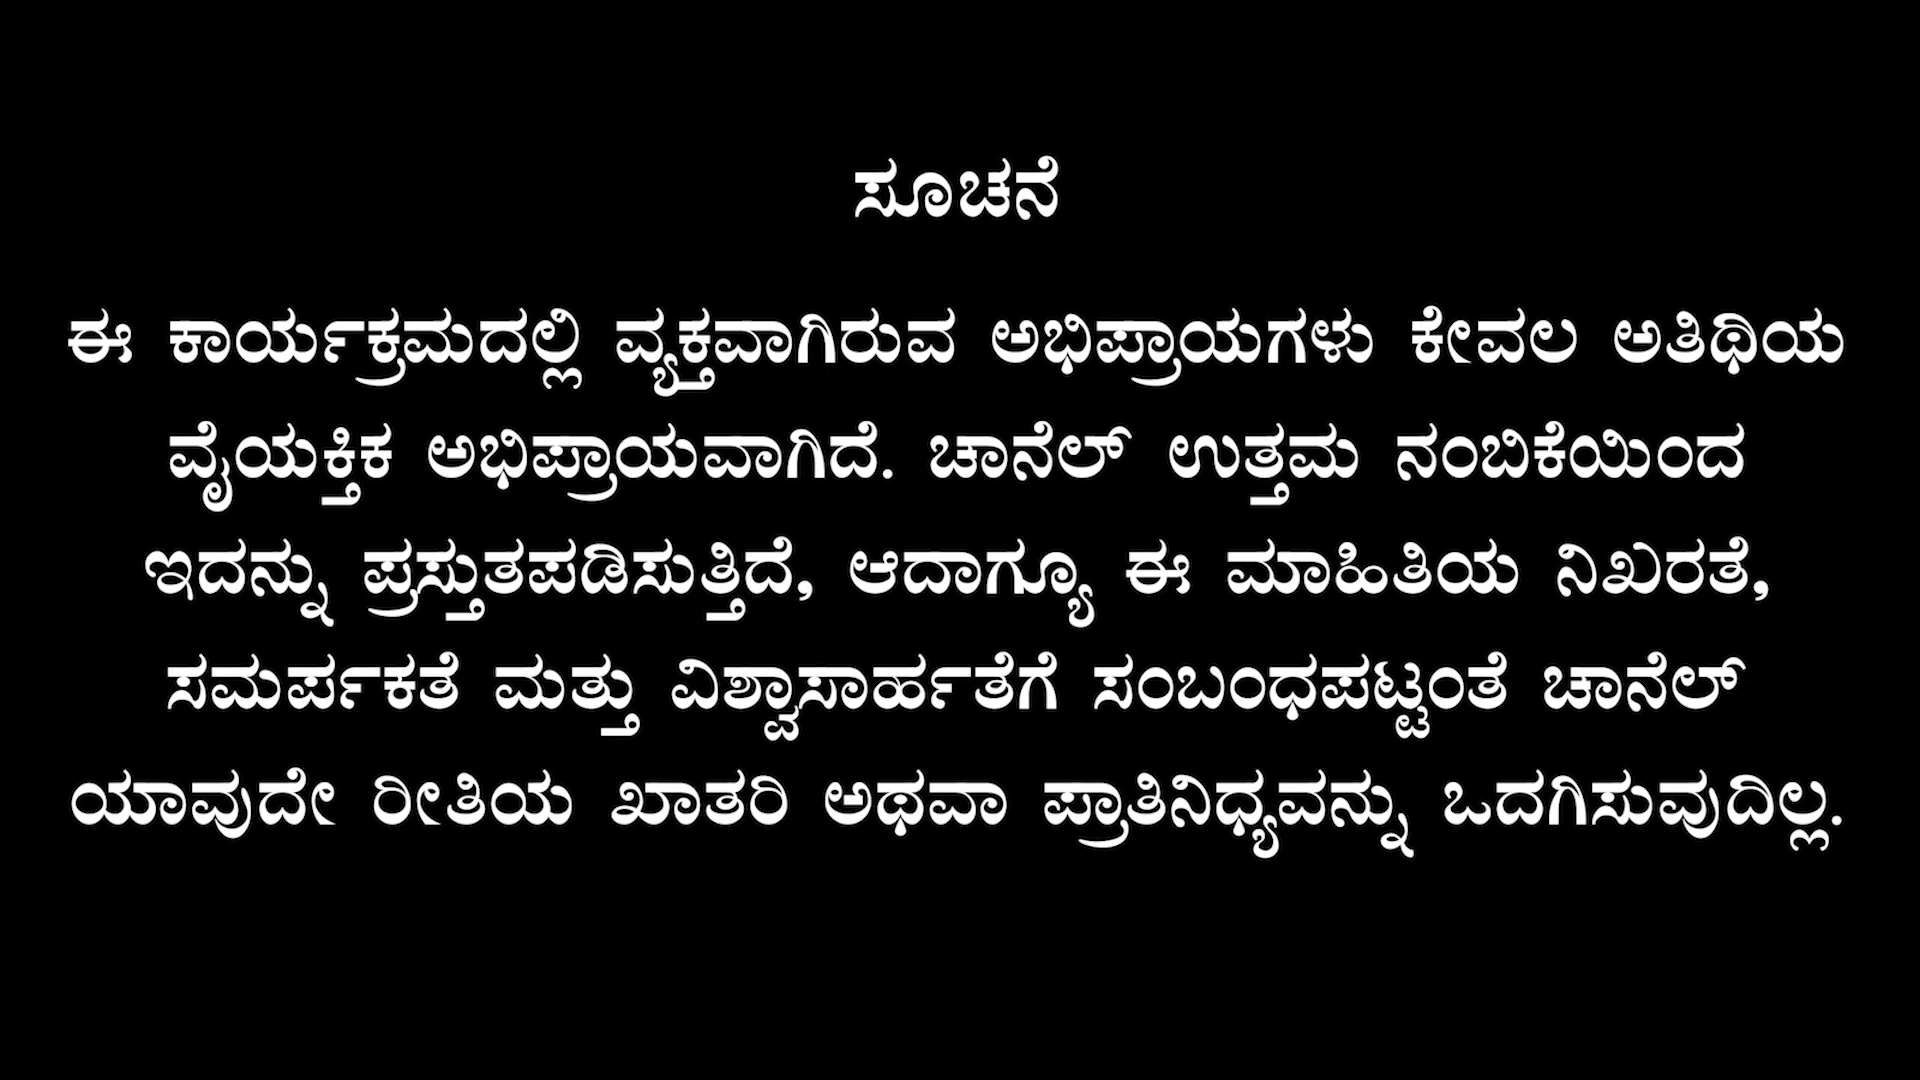 ಸೂಚನೆ
ಈ ಕಾರ್ಯಕ್ರಮದಲ್ಲಿ ವ್ಯಕ್ತವಾಗಿರುವ ಅಭಿಪ್ರಾಯಗಳು ಕೇವಲ ಅತಿಥಿಯ
ವೈಯಕ್ತಿಕ ಅಭಿಪ್ರಾಯವಾಗಿದೆ. ಚಾನೆಲ್ ಉತ್ತಮ ನಂಬಿಕೆಯಿಂದ
ಇದನ್ನು ಪ್ರಸ್ತುತಪಡಿಸುತ್ತಿದೆ, ಆದಾಗ್ಯೂ ಈ ಮಾಹಿತಿಯ ನಿಖರತೆ,
ಸಮರ್ಪಕತೆ ಮತ್ತು ವಿಶ್ವಾಸಾರ್ಹತೆಗೆ ಸಂಬಂಧಪಟ್ಟಂತೆ ಚಾನೆಲ್
ಯಾವುದೇ ರೀತಿಯ ಖಾತರಿ ಅಥವಾ ಪ್ರಾತಿನಿಧ್ಯವನ್ನು ಒದಗಿಸುವುದಿಲ್ಲ.